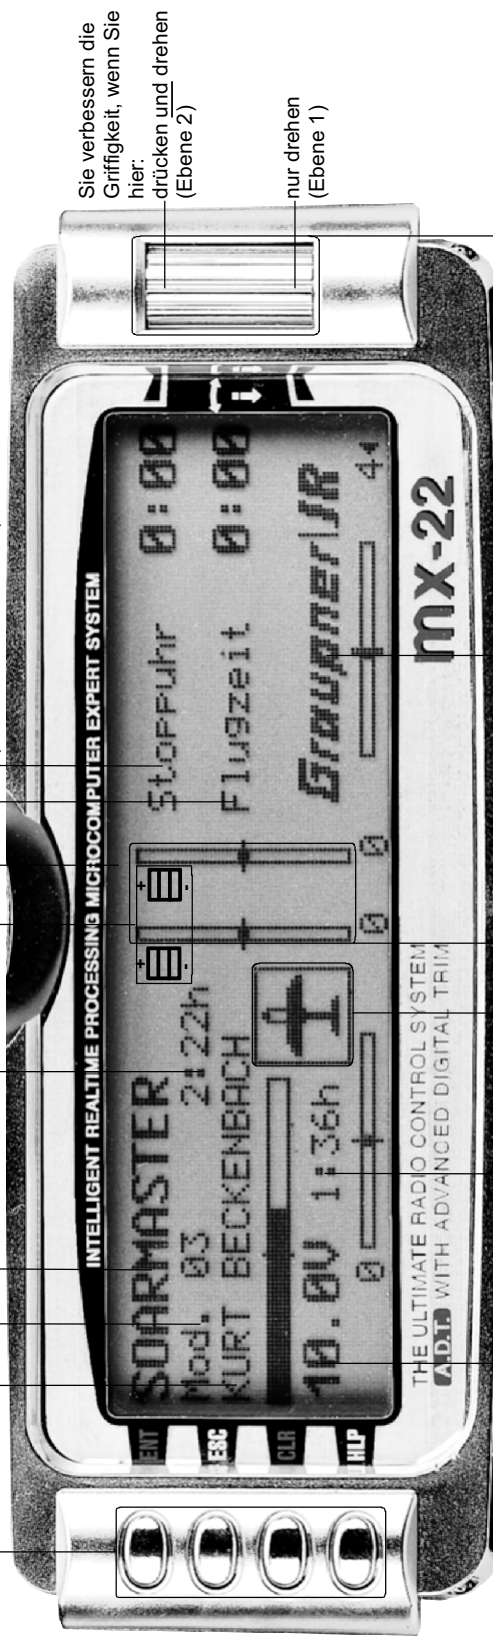 Sie verbessern die
Griffigkeit, wenn Sie
hier:
drücken und drehen
(Ebene 2)
nur drehen
(Ebene 1)
INTELLIGENT REALTIME PROCESSING MICROCOMPUTER EXPERT SYSTEM
ENT
ESC
CLR
HLP
SOARMASTER
Mod. 03 2:22h
KURT BECKENBACH
10.0V 1:36h
0
0
0
4
Stoppuhr 0:00
Flugzeit 0:00
Graupner|JR
+
-
+
-
THE ULTIMATE RADIO CONTROL SYSTEM
A.D.T. WITH ADVANCED DIGITAL TRIM
mx-22